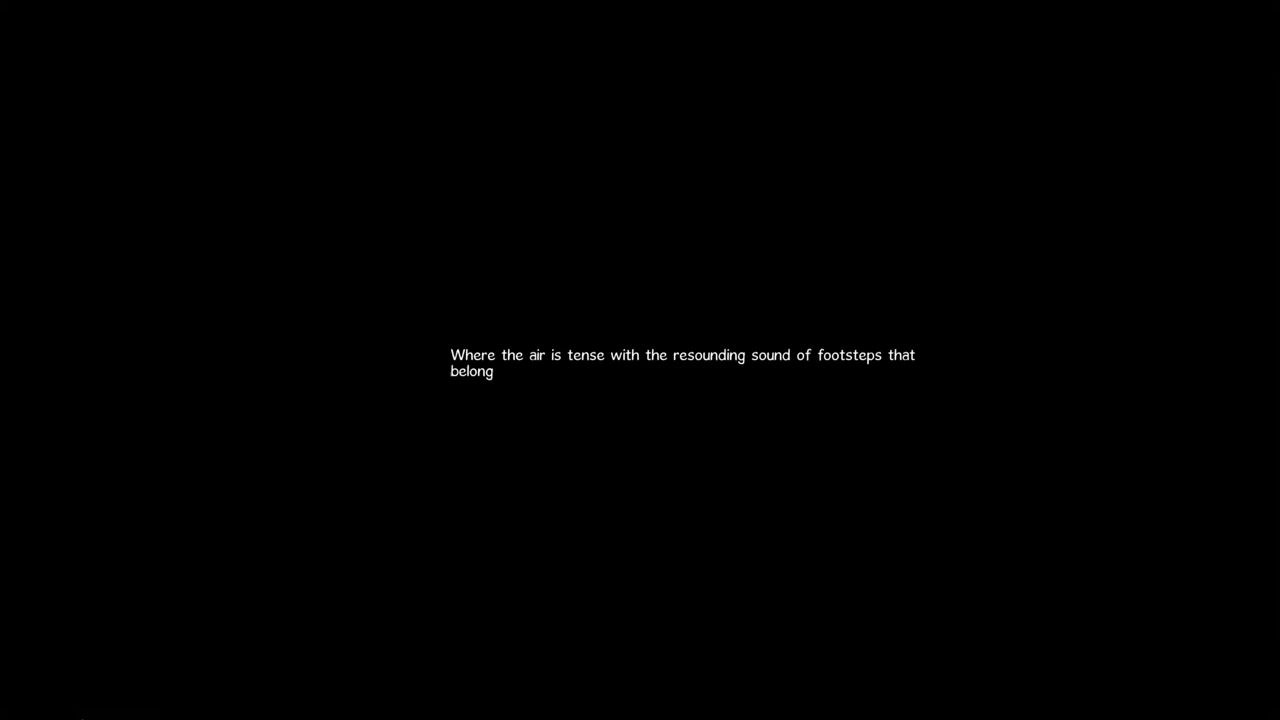 Where the air is tense with the resounding sound of footsteps that
belong